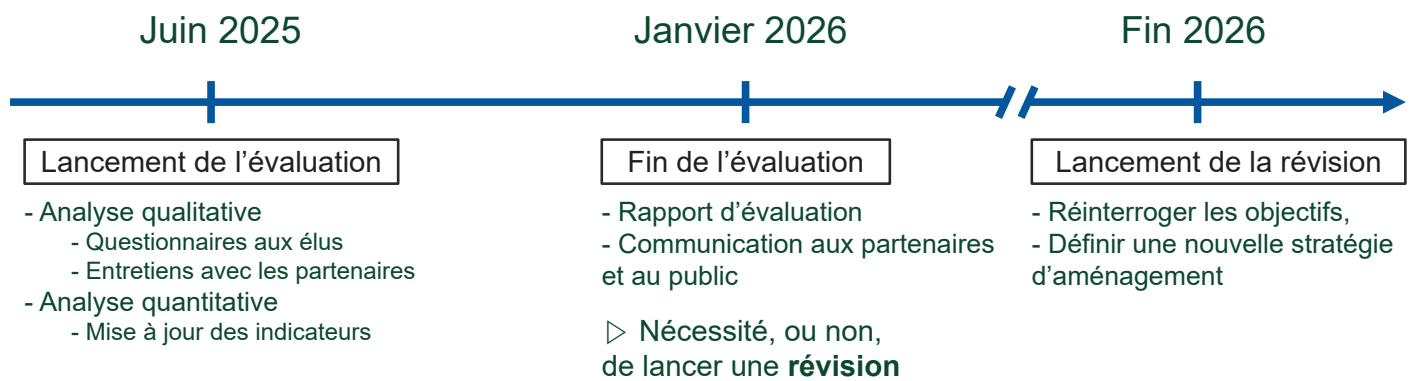 Juin 2025
Janvier 2026
Fin 2026
Lancement de l’évaluation
- Analyse qualitative
- Questionnaires aux élus
- Entretiens avec les partenaires
- Analyse quantitative
- Mise à jour des indicateurs
Fin de l’évaluation
- Rapport d’évaluation
- Communication aux partenaires
et au public
▷ Nécessité, ou non,
de lancer une révision
Lancement de la révision
- Réinterroger les objectifs,
- Définir une nouvelle stratégie
d’aménagement